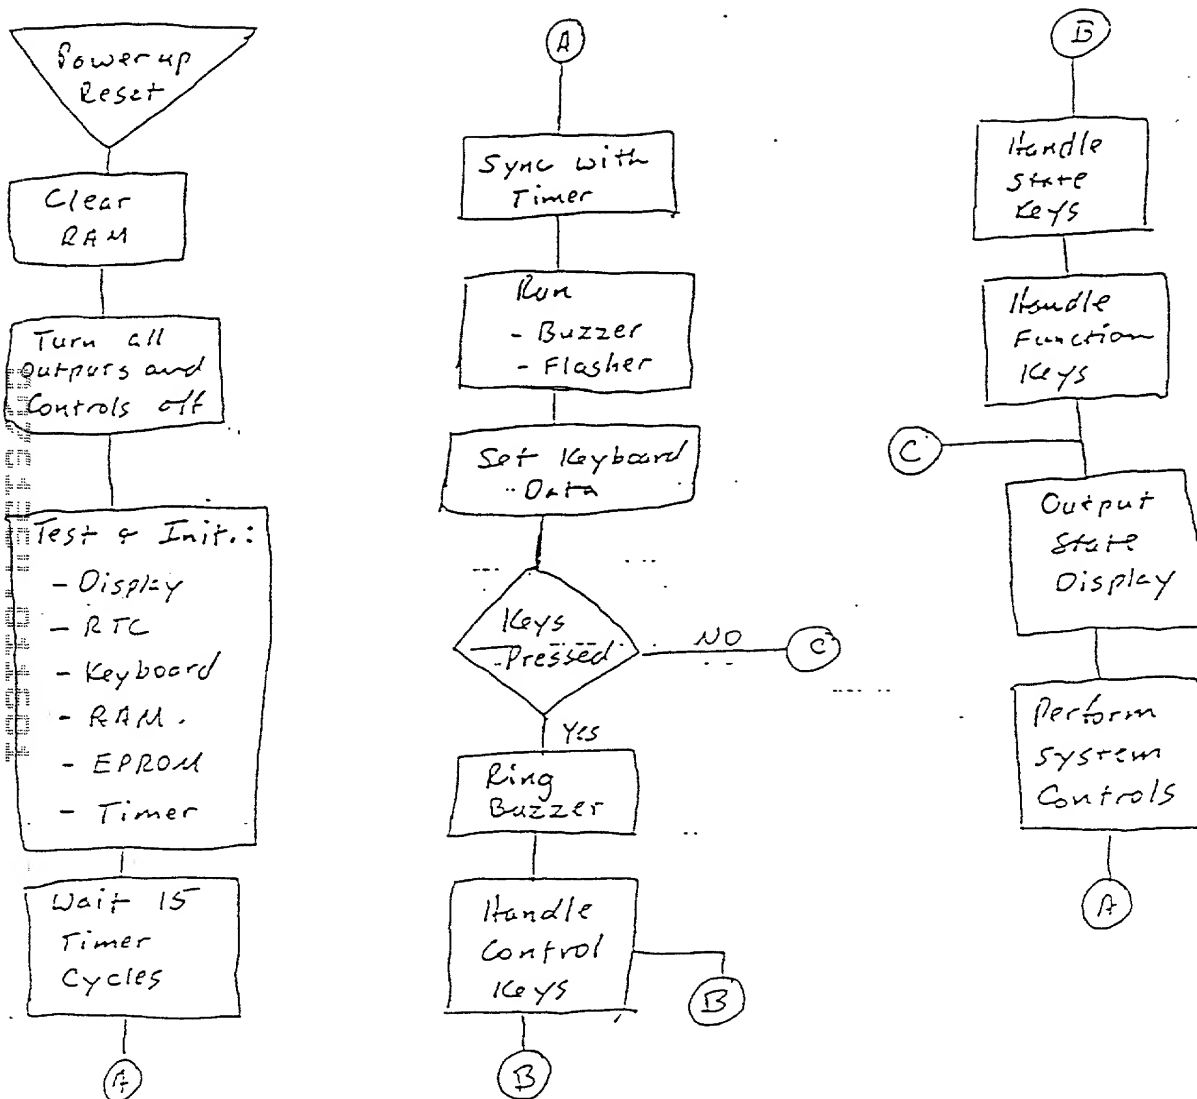 Power up
Reset
Clear
RAM
Turn all
outputs and
Controls off
Test & Init.:
- Display
- RTC
- Keyboard
- RAM.
- EPROM
- Timer
Wait 15
Timer
Cycles
A
A
Sync with
Timer
Run
- Buzzer
- Flasher
Set Keyboard
Data
Keys
Pressed
NO
C
Yes
Ring
Buzzer
Handle
Control
Keys
B
B
B
Handle
State
Keys
Handle
Function
Keys
C
Output
State
Display
Perform
System
Controls
A